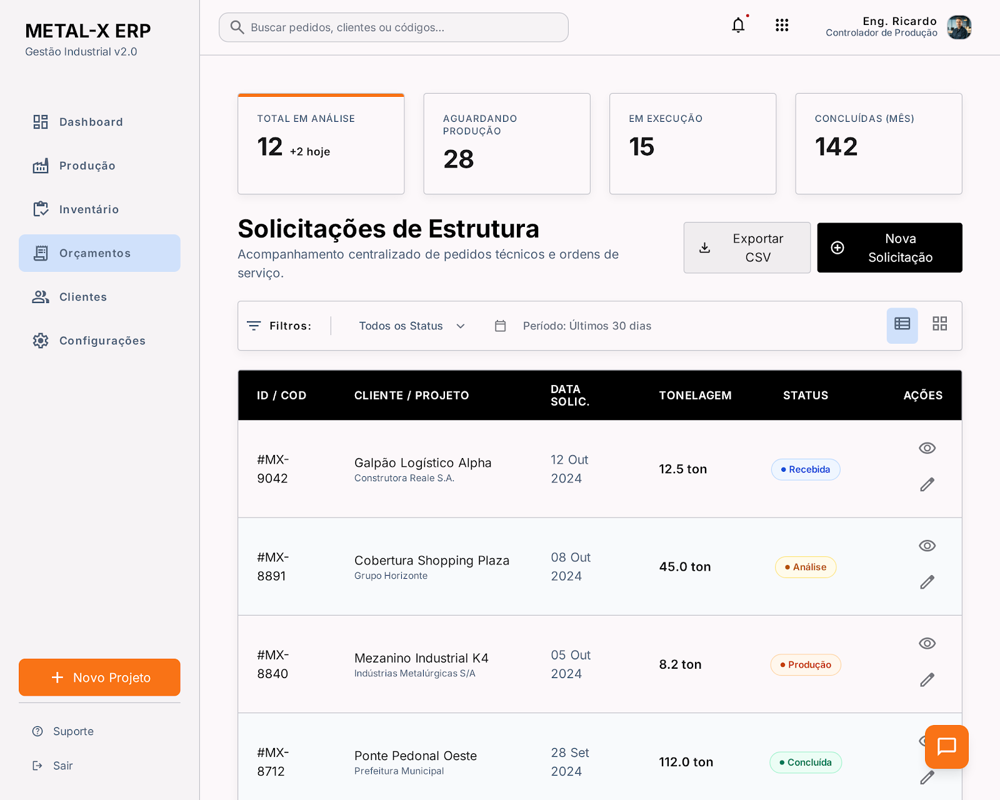 METAL-X ERP
Gestão Industrial v2.0
Dashboard
Produção
Inventário
Orçamentos
Clientes
Configurações
Novo Projeto
Suporte
Sair
Buscar pedidos, clientes ou códigos...
Eng. Ricardo
Controlador de Produção
TOTAL EM ANÁLISE
12 +2 hoje
AGUARDANDO
PRODUÇÃO
28
EM EXECUÇÃO
15
CONCLUÍDAS (MÊS)
142
Solicitações de Estrutura
Acompanhamento centralizado de pedidos técnicos e ordens de
serviço.
Exportar
CSV
Nova
Solicitação
Filtros:
Todos os Status
Período: Últimos 30 dias
ID / COD
CLIENTE / PROJETO
DATA
SOLIC.
TONELAGEM
STATUS
AÇÕES
#MX-
9042
Galpão Logístico Alpha
Construtora Reale S.A.
12 Out
2024
12.5 ton
Recebida
#MX-
8891
Cobertura Shopping Plaza
Grupo Horizonte
08 Out
2024
45.0 ton
Análise
#MX-
8840
Mezanino Industrial K4
Indústrias Metalúrgicas S/A
05 Out
2024
8.2 ton
Produção
#MX-
8712
Ponte Pedonal Oeste
Prefeitura Municipal
28 Set
2024
112.0 ton
Concluída